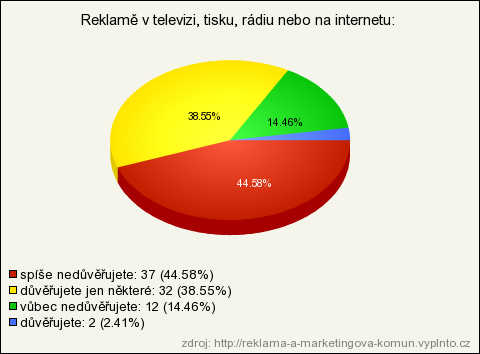 Reklamě v televizi, tisku, rádiu nebo na internetu:
38.55%
14.46%
44.58%
spíše nedůvěřujete: 37 (44.58%)
důvěřujete jen některé: 32 (38.55%)
vůbec nedůvěřujete: 12 (14.46%)
důvěřujete: 2 (2.41%)
zdroj: http://reklama-a-marketingova-komun.vyplnto.cz